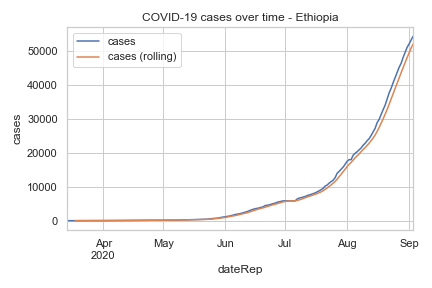 COVID-19 cases over time - Ethiopia
cases
cases (rolling)
50000
40000
30000
20000
10000
0
cases
Apr
2020
May
Jun
Jul
Aug
Sep
dateRep